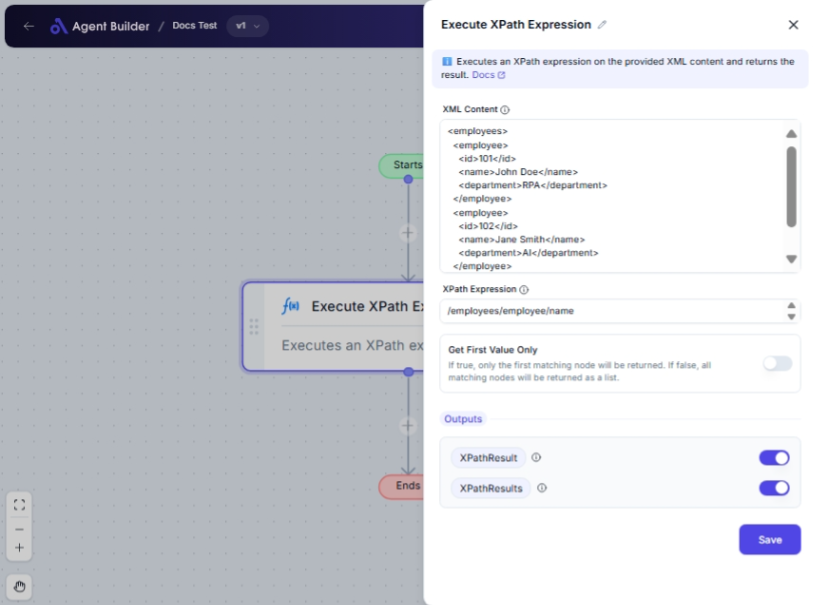 Agent Builder / Docs Test v1
Starts
Execute XPath Ex
Executes an XPath ex
Ends
Execute XPath Expression
Executes an XPath expression on the provided XML content and returns the
result. Docs
XML Content
<employees>
<employee>
<id>101</id>
<name>John Doe</name>
<department>RPA</department>
</employee>
<employee>
<id>102</id>
<name>Jane Smith</name>
<department>AI</department>
</employee>
XPath Expression
/employees/employee/name
Get First Value Only
If true, only the first matching node will be returned. If false, all
matching nodes will be returned as a list.
Outputs
XPathResult
XPathResults
Save